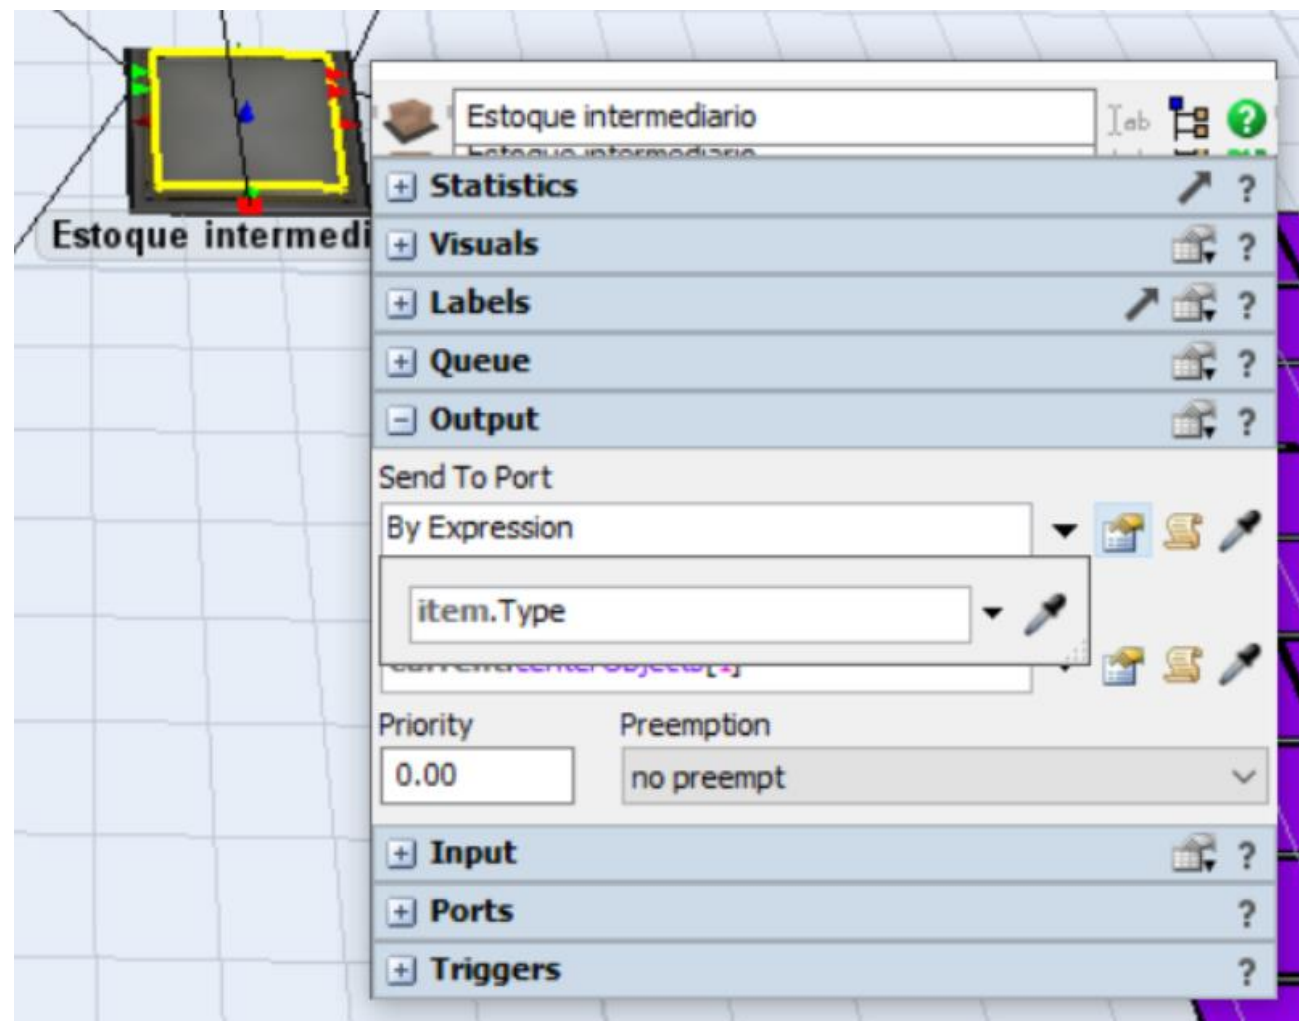 Estoque intermediario
Estoque intermedi
Statistics
Visuals
Labels
Queue
Output
Send To Port
By Expression
item.Type
Priority
Preemption
0.00
no preempt
Input
Ports
Triggers